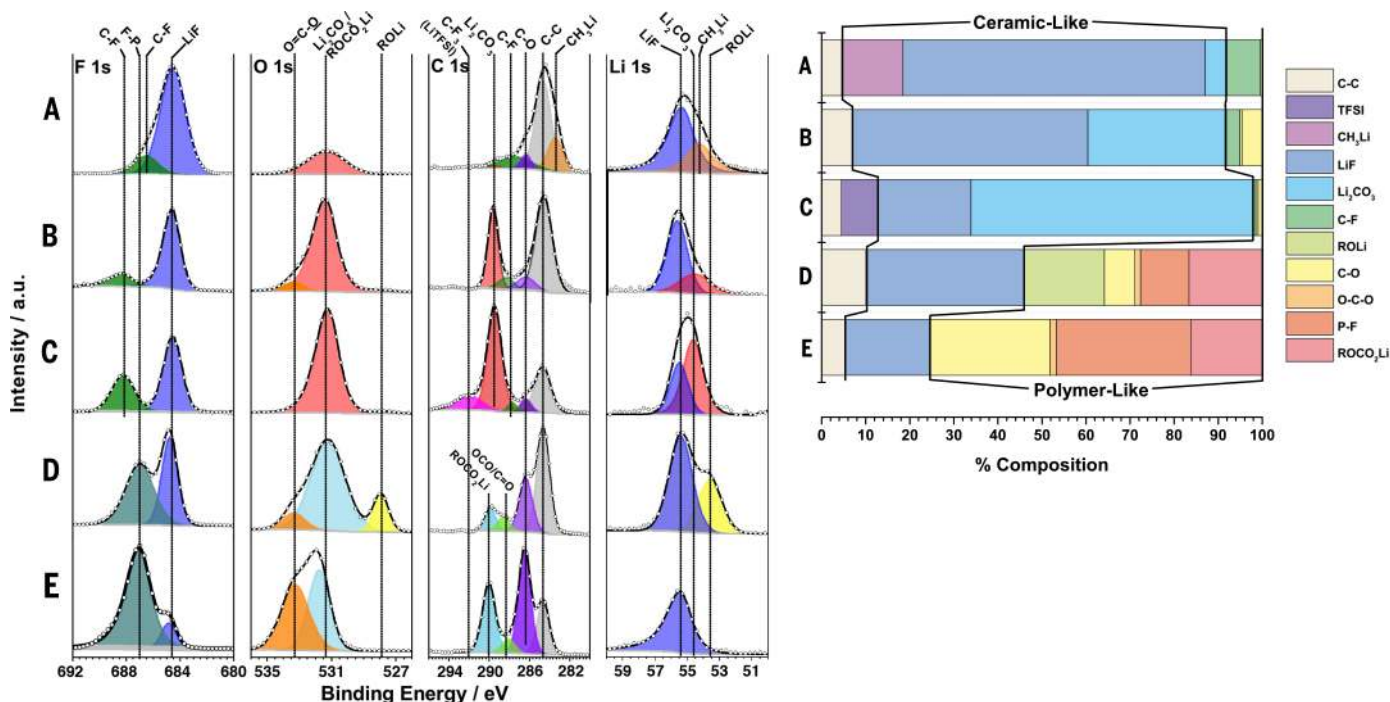 C-F₃
F-P
C-F
LiF
O=C-O
Li₂CO₃/
ROCO₂Li
ROLi
C-F₃
(LiTFSI)
Li₂CO₃
C-F
C-O
C-C
CH₃Li
LiF
Li₂CO₃
CH₃Li
ROLi
F 1s
O 1s
C 1s
Li 1s
A
B
C
D
E
ROCO₂Li
OCO/C=O
Intensity / a.u.
692 688 684 680
535 531 527
294 290 286 282
59 57 55 53 51
Binding Energy / eV
Ceramic-Like
A
B
C
D
E
Polymer-Like
0 10 20 30 40 50 60 70 80 90 100
% Composition
C-C
TFSI
CH₃Li
LiF
Li₂CO₃
C-F
ROLi
C-O
O-C-O
P-F
ROCO₂Li